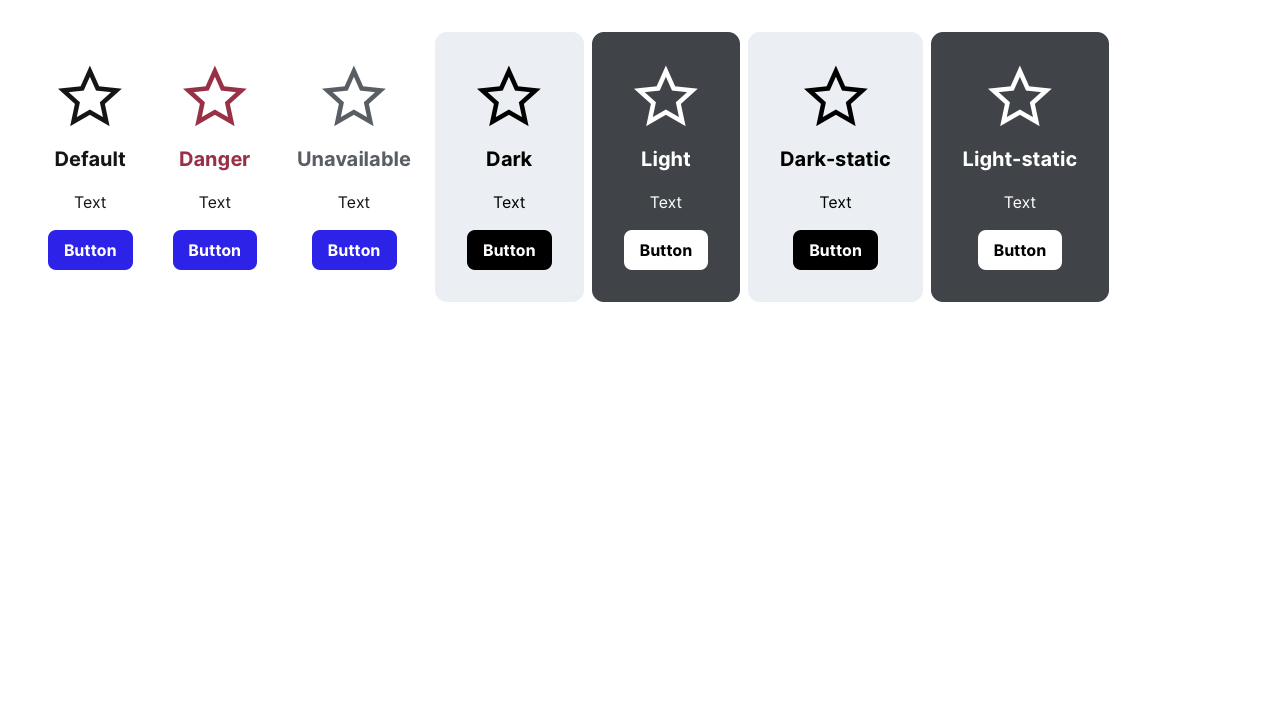 Default
Text
Button
Danger
Text
Button
Unavailable
Text
Button
Dark
Text
Button
Light
Text
Button
Dark-static
Text
Button
Light-static
Text
Button